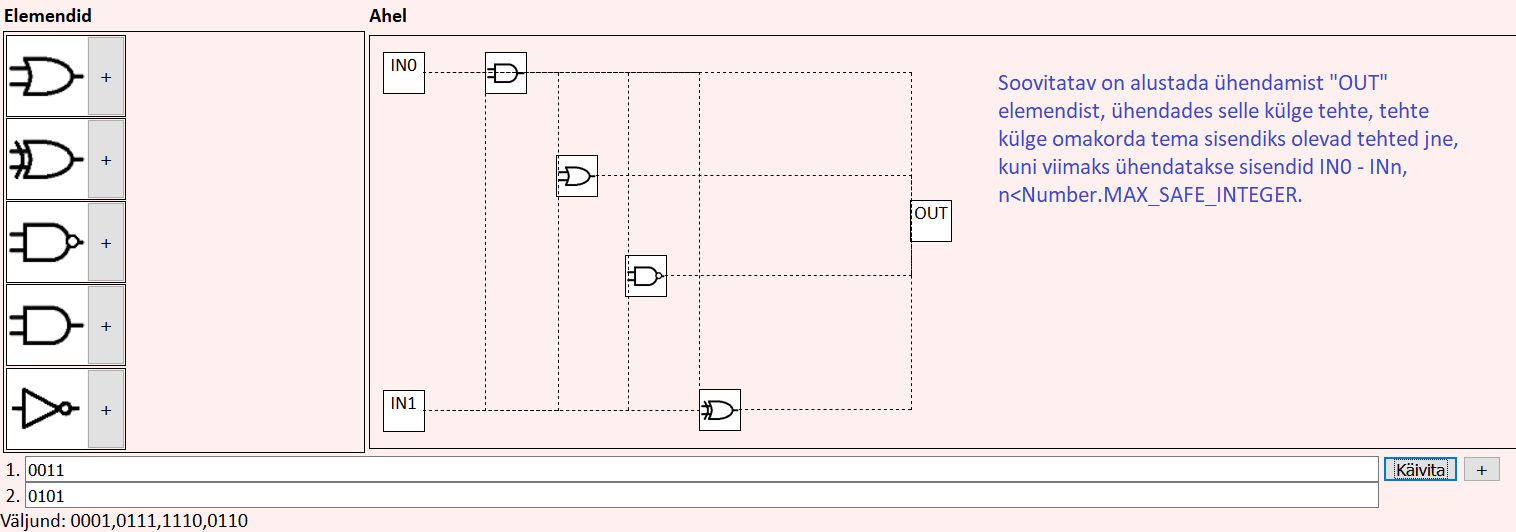 Elemendid
Ahel
+
+
+
+
+
IN0
IN1
OUT
Soovitatav on alustada ühendamist "OUT"
elemendist, ühendades selle külge tehte, tehte
külge omakorda tema sisendiks olevad tehted jne,
kuni viimaks ühendatakse sisendid IN0 - INn,
n<Number.MAX_SAFE_INTEGER.
1. 0011 Käivita +
2. 0101
Väljund: 0001,0111,1110,0110